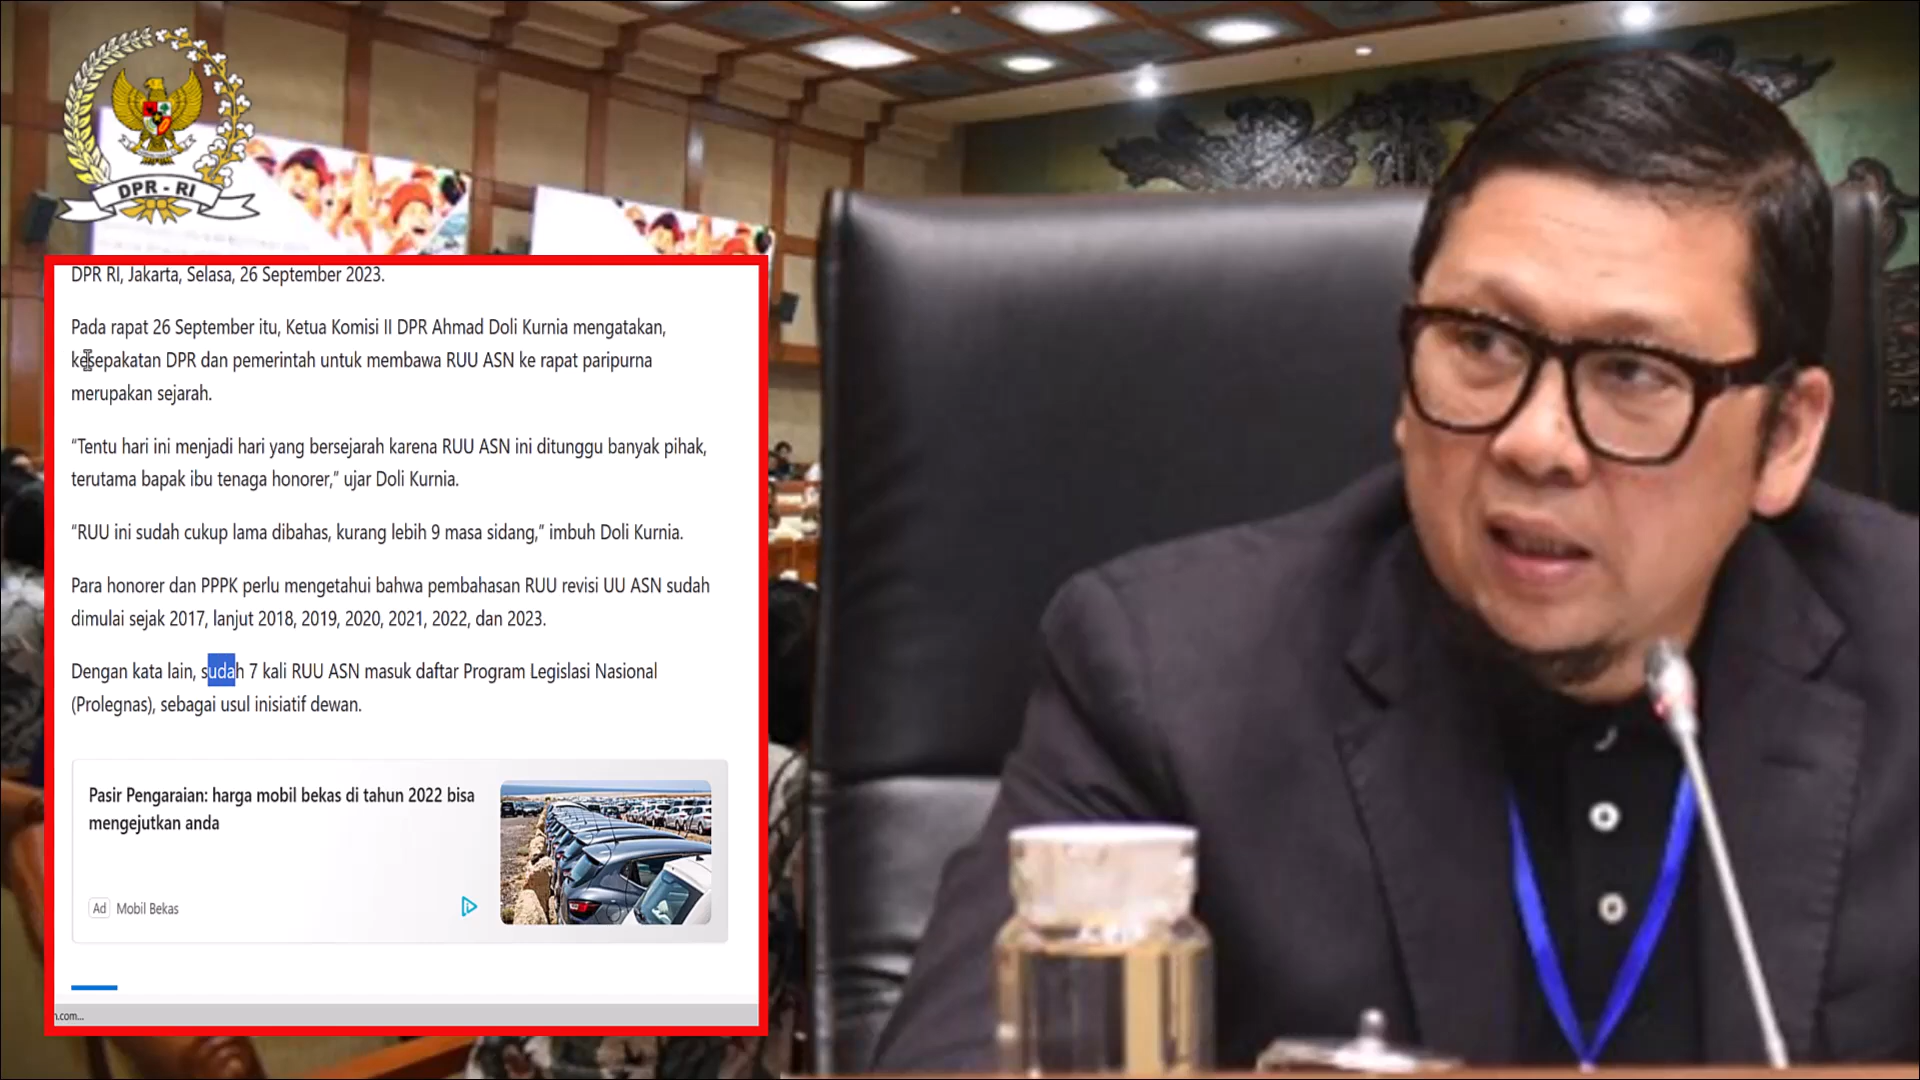 DPR - RI
DPR RI, Jakarta, Selasa, 26 September 2023.
Pada rapat 26 September itu, Ketua Komisi II DPR Ahmad Doli Kurnia mengatakan,
kesepakatan DPR dan pemerintah untuk membawa RUU ASN ke rapat paripurna
merupakan sejarah.
“Tentu hari ini menjadi hari yang bersejarah karena RUU ASN ini ditunggu banyak pihak,
terutama bapak ibu tenaga honorer,” ujar Doli Kurnia.
“RUU ini sudah cukup lama dibahas, kurang lebih 9 masa sidang,” imbuh Doli Kurnia.
Para honorer dan PPPK perlu mengetahui bahwa pembahasan RUU revisi UU ASN sudah
dimulai sejak 2017, lanjut 2018, 2019, 2020, 2021, 2022, dan 2023.
Dengan kata lain, sudah 7 kali RUU ASN masuk daftar Program Legislasi Nasional
(Prolegnas), sebagai usul inisiatif dewan.
Pasir Pengaraian: harga mobil bekas di tahun 2022 bisa
mengejutkan anda
Ad Mobil Bekas
.com...